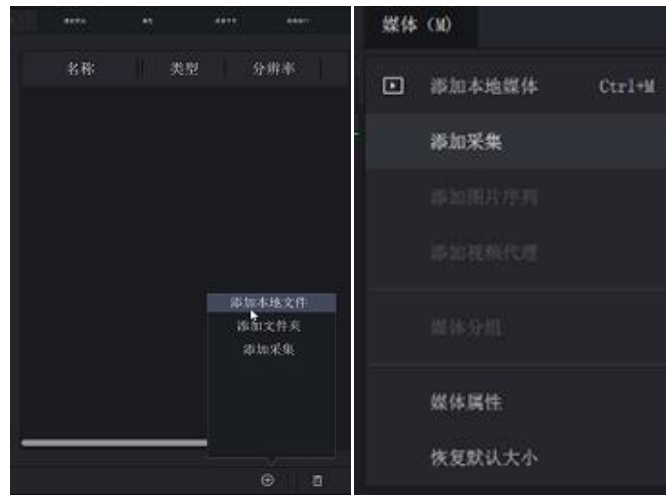 名称 类型 分辨率
添加本地文件
添加文件夹
添加采集
媒体 (M)
添加本地媒体 Ctrl+M
添加采集
添加图片序列
添加视频代理
媒体分组
媒体属性
恢复默认大小